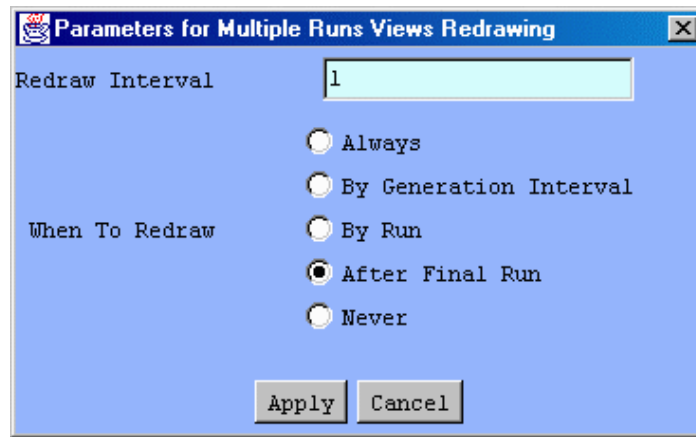 Parameters for Multiple Runs Views Redrawing
Redraw Interval 1
Always
By Generation Interval
When To Redraw By Run
After Final Run
Never
Apply Cancel